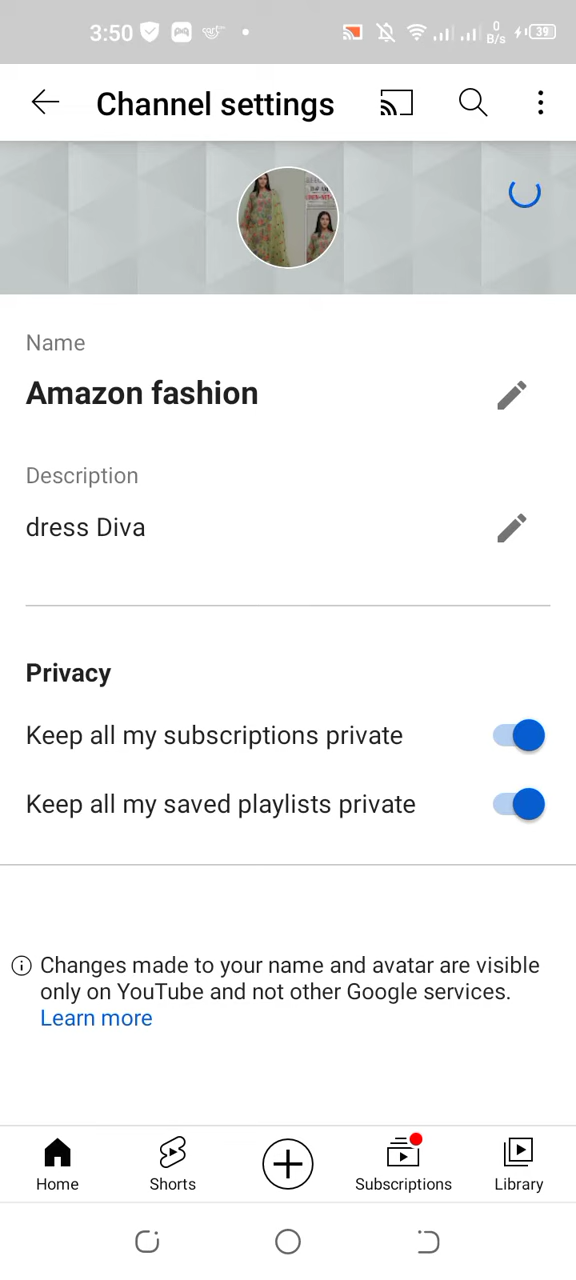 3:50 0 B/s 39
Channel settings
Name
Amazon fashion
Description
dress Diva
Privacy
Keep all my subscriptions private
Keep all my saved playlists private
Changes made to your name and avatar are visible
only on YouTube and not other Google services.
Learn more
Home Shorts Subscriptions Library